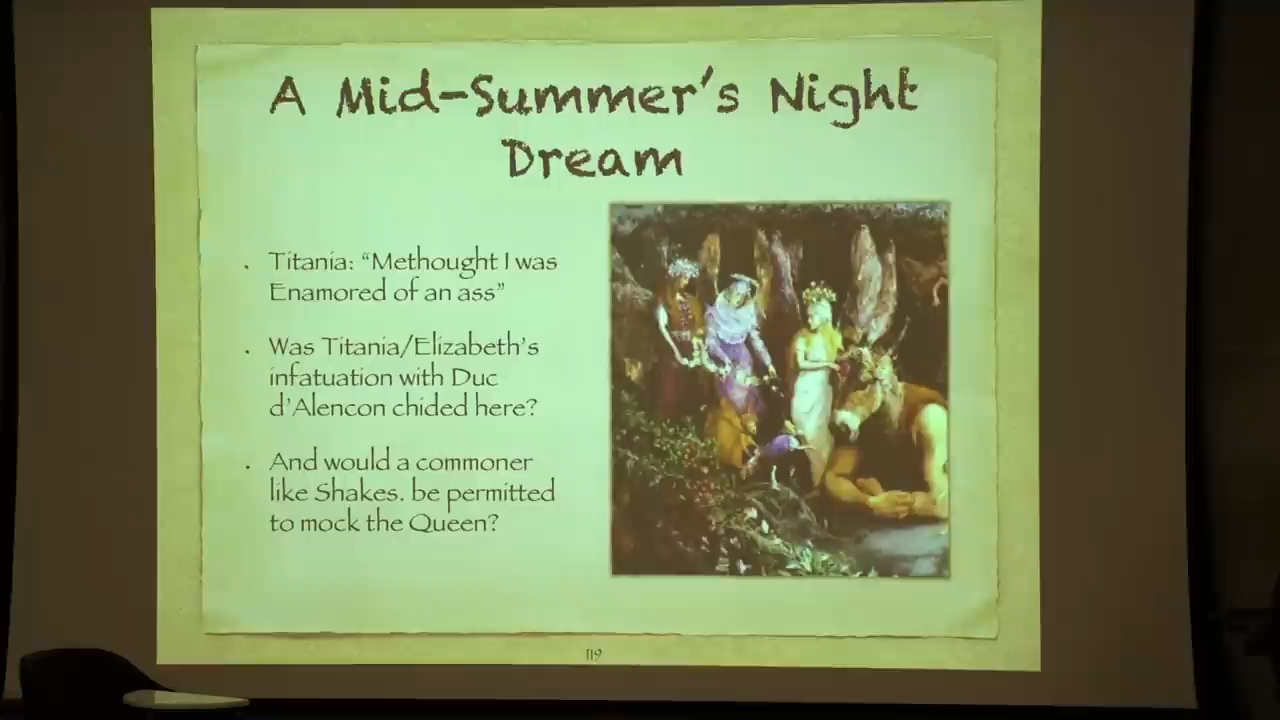 A Mid-Summer's Night
Dream
. Titania: “Methought I was
Enamored of an ass”
. Was Titania/Elizabeth's
infatuation with Duc
d'Alencon chided here?
. And would a commoner
like Shakes. be permitted
to mock the Queen?
119